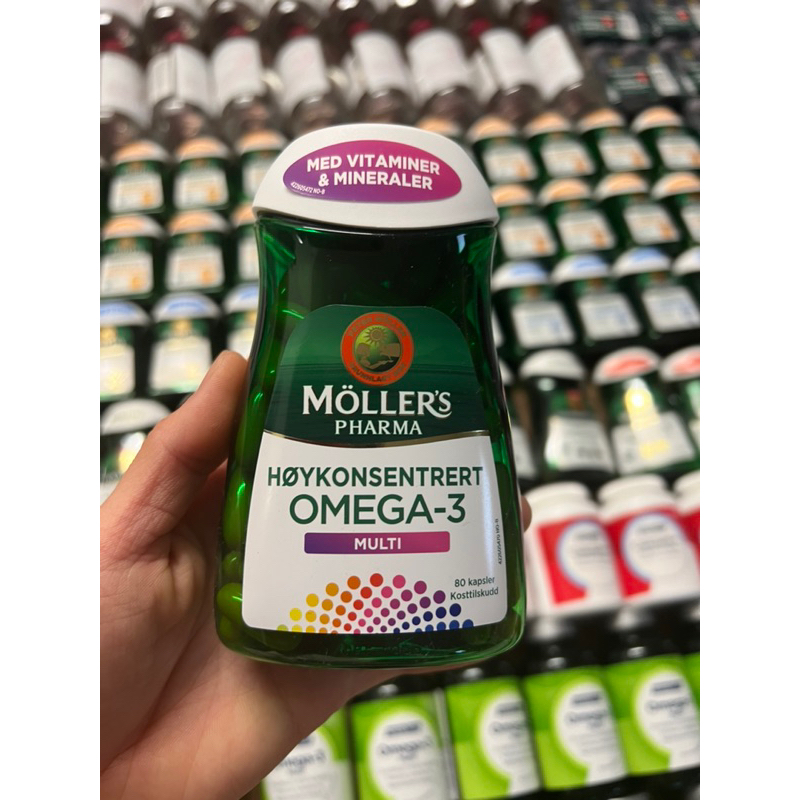 MED VITAMINER
& MINERALER
MÖLLER'S
PHARMA
HØYKONSENTRERT
OMEGA-3
MULTI
80 kapsler
Kosttilskudd